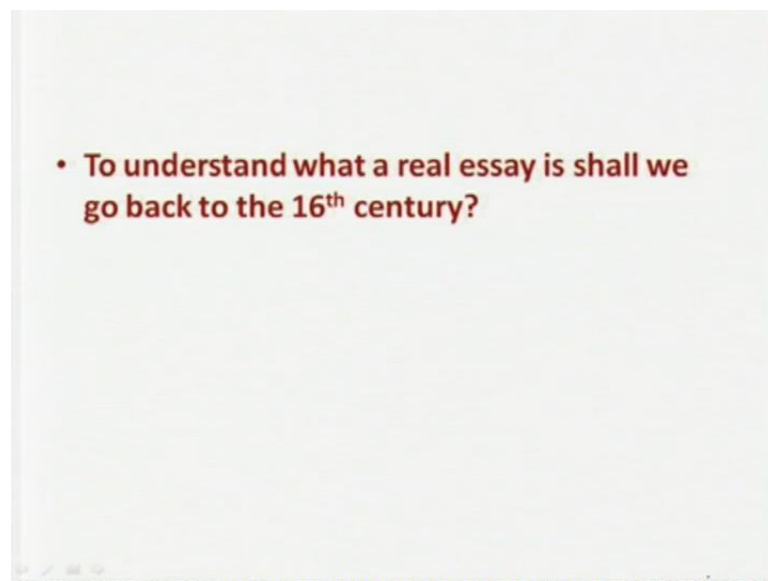 • To understand what a real essay is shall we
go back to the 16th century?